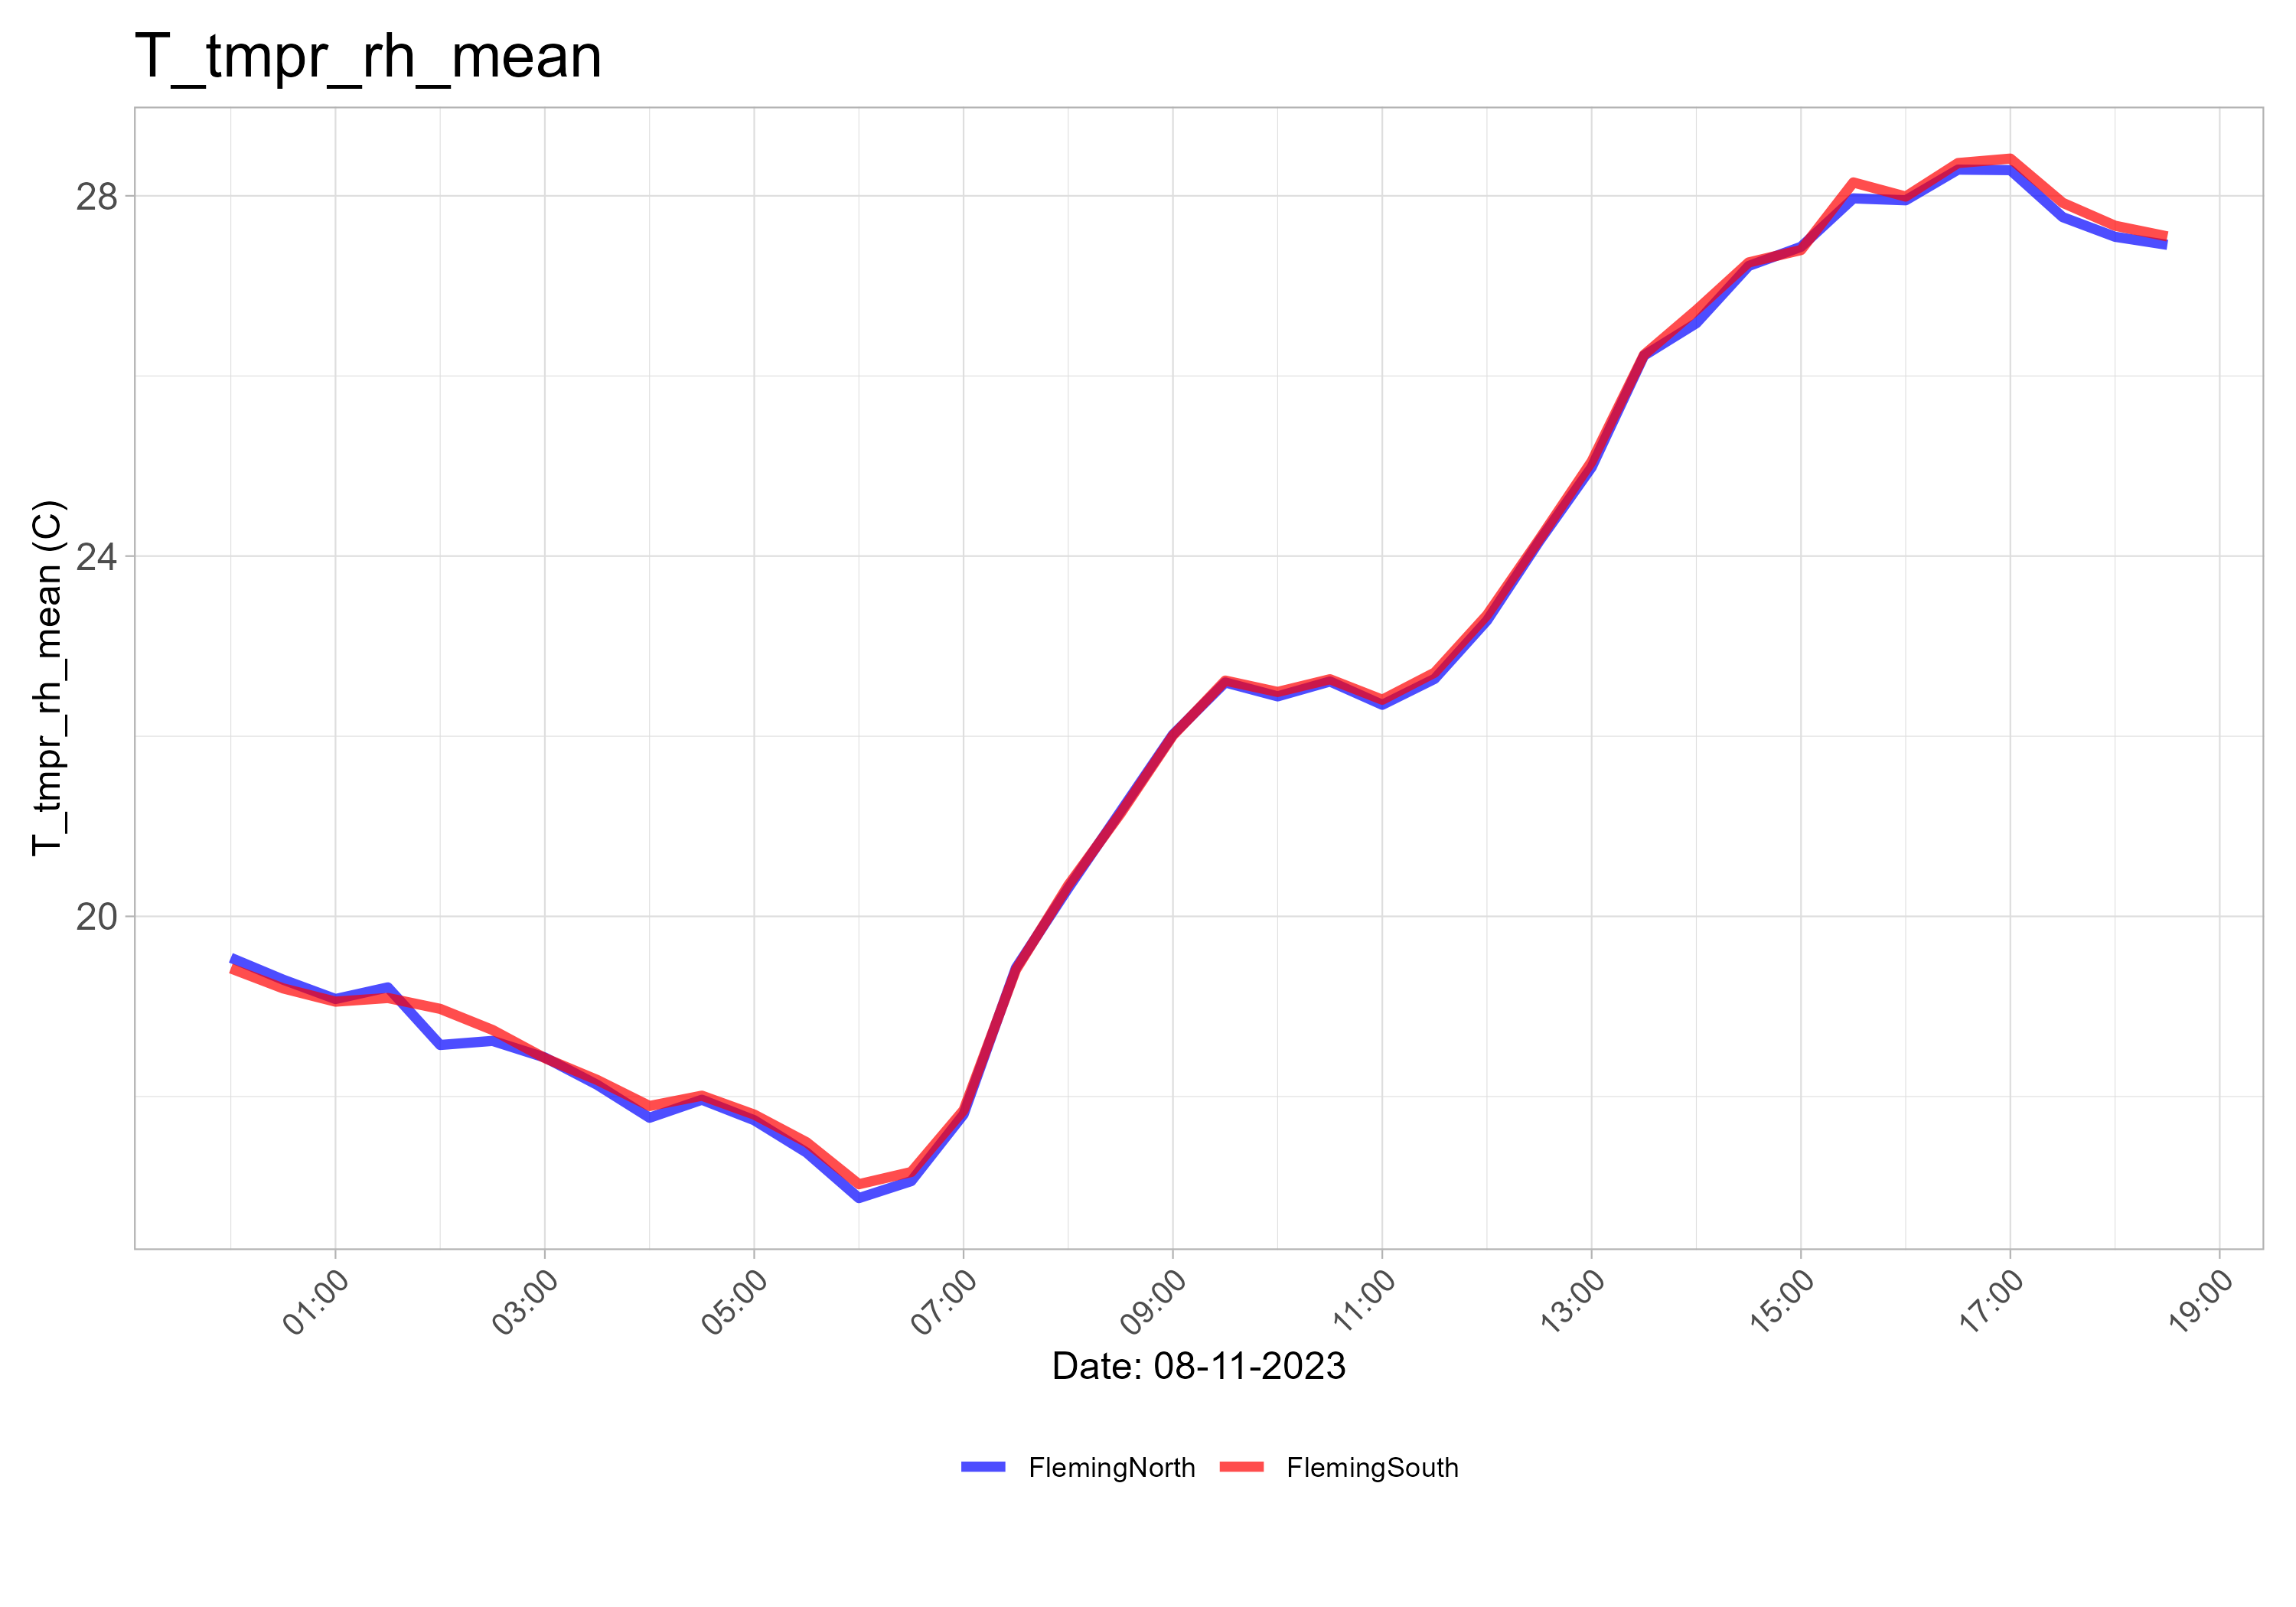 T_tmpr_rh_mean
T_tmpr_rh_mean (C)
28
24
20
01:00 03:00 05:00 07:00 09:00 11:00 13:00 15:00 17:00 19:00
Date: 08-11-2023
FlemingNorth FlemingSouth